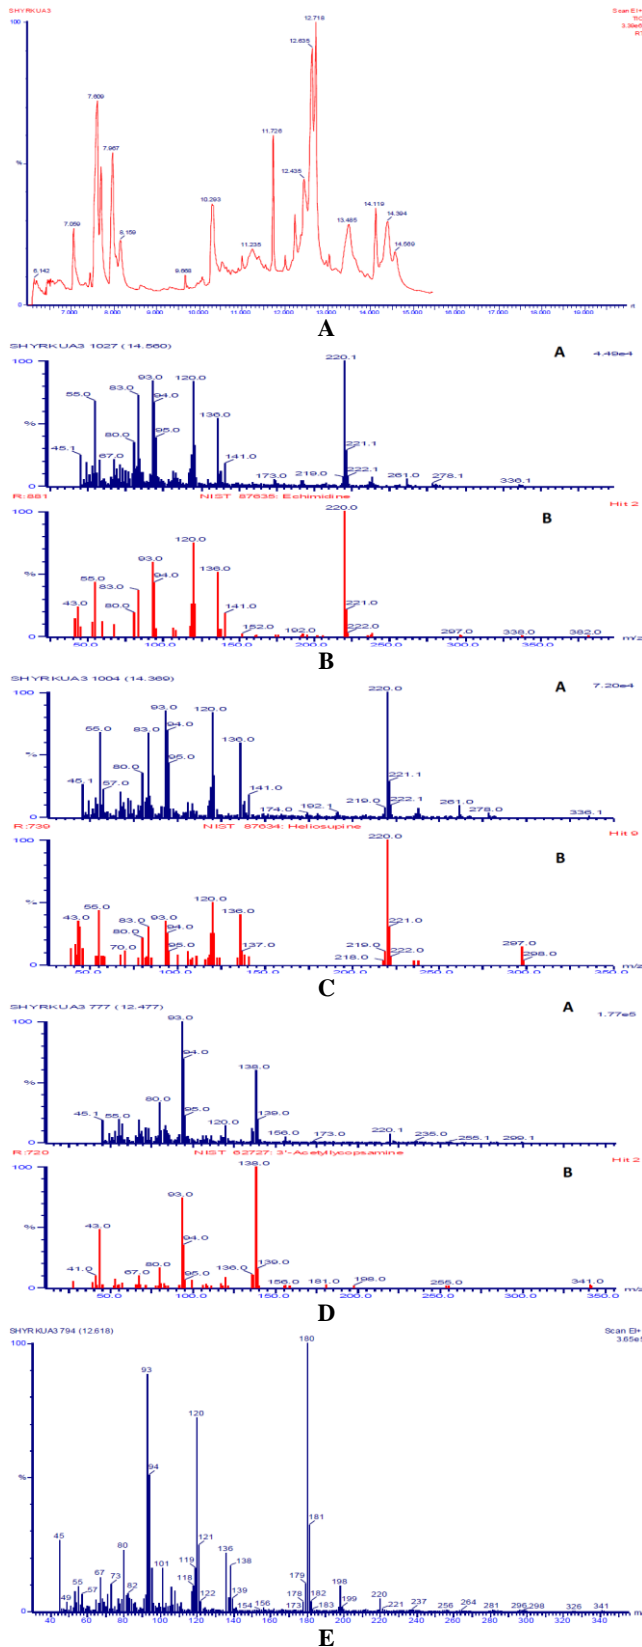 SHYRKUA3
Scan EI+
TIC
3.39e6
RT
100
12.718
12.635
7.609
7.967
11.726
%
12.435
10.293
14.119
13.485
14.394
7.059
8.159
11.235
14.569
6.142
9.668
0
7.000 8.000 9.000 10.000 11.000 12.000 13.000 14.000 15.000 16.000 17.000 18.000 19.000
A
SHYRKUA3 1027 (14.560)
A
4.49e4
100
220.1
93.0 120.0
83.0
55.0
94.0
136.0
%
95.0
80.0
45.1
67.0
221.1
141.0
222.1
173.0 219.0 261.0 278.1 336.1
0
R:881 NIST 87635: Echimidine Hit 2
100
220.0
B
120.0
93.0
136.0
%
55.0 94.0
83.0
43.0
80.0 141.0 221.0
152.0 192.0 222.0 297.0 338.0 382.0
0
m/z
B
SHYRKUA3 1004 (14.369)
A
7.20e4
100
220.0
93.0 120.0
94.0
55.0 83.0
136.0
%
95.0
80.0
45.1
57.0
221.1
141.0
174.0 192.1 219.0 222.1 261.0 278.0 336.1
0
R:739 NIST 87634: Heliosupine Hit 9
100
220.0
B
%
120.0
55.0
43.0 93.0 136.0
83.0
94.0
80.0
221.0
70.0 95.0 137.0 219.0 297.0
218.0 222.0 298.0
0
50.0 100.0 150.0 200.0 250.0 300.0 350.0
m/z
C
SHYRKUA3 777 (12.477)
A
1.77e5
100
93.0
94.0
138.0
%
80.0
95.0
45.1 55.0
120.0 139.0
156.0 173.0 220.1 235.0 255.1 299.1
0
R:720 NIST 62727: 3'-Acetyllycopsamine Hit 2
100
138.0
B
93.0
%
43.0
94.0
80.0
41.0 67.0 136.0 139.0
95.0 156.0 181.0 198.0 255.0 341.0
0
50.0 100.0 150.0 200.0 250.0 300.0 350.0
m/z
D
SHYRKUA3 794 (12.618)
Scan EI+
3.65e5
100
180
93
120
94
%
181
45
121
80 136
119 138
67 101
55 73 118 179
198
57 82 139 182 220
49 122 154 156 173 178 183 199 221 237 256 264 281 296 298 326 341
0
40 60 80 100 120 140 160 180 200 220 240 260 280 300 320 340
E